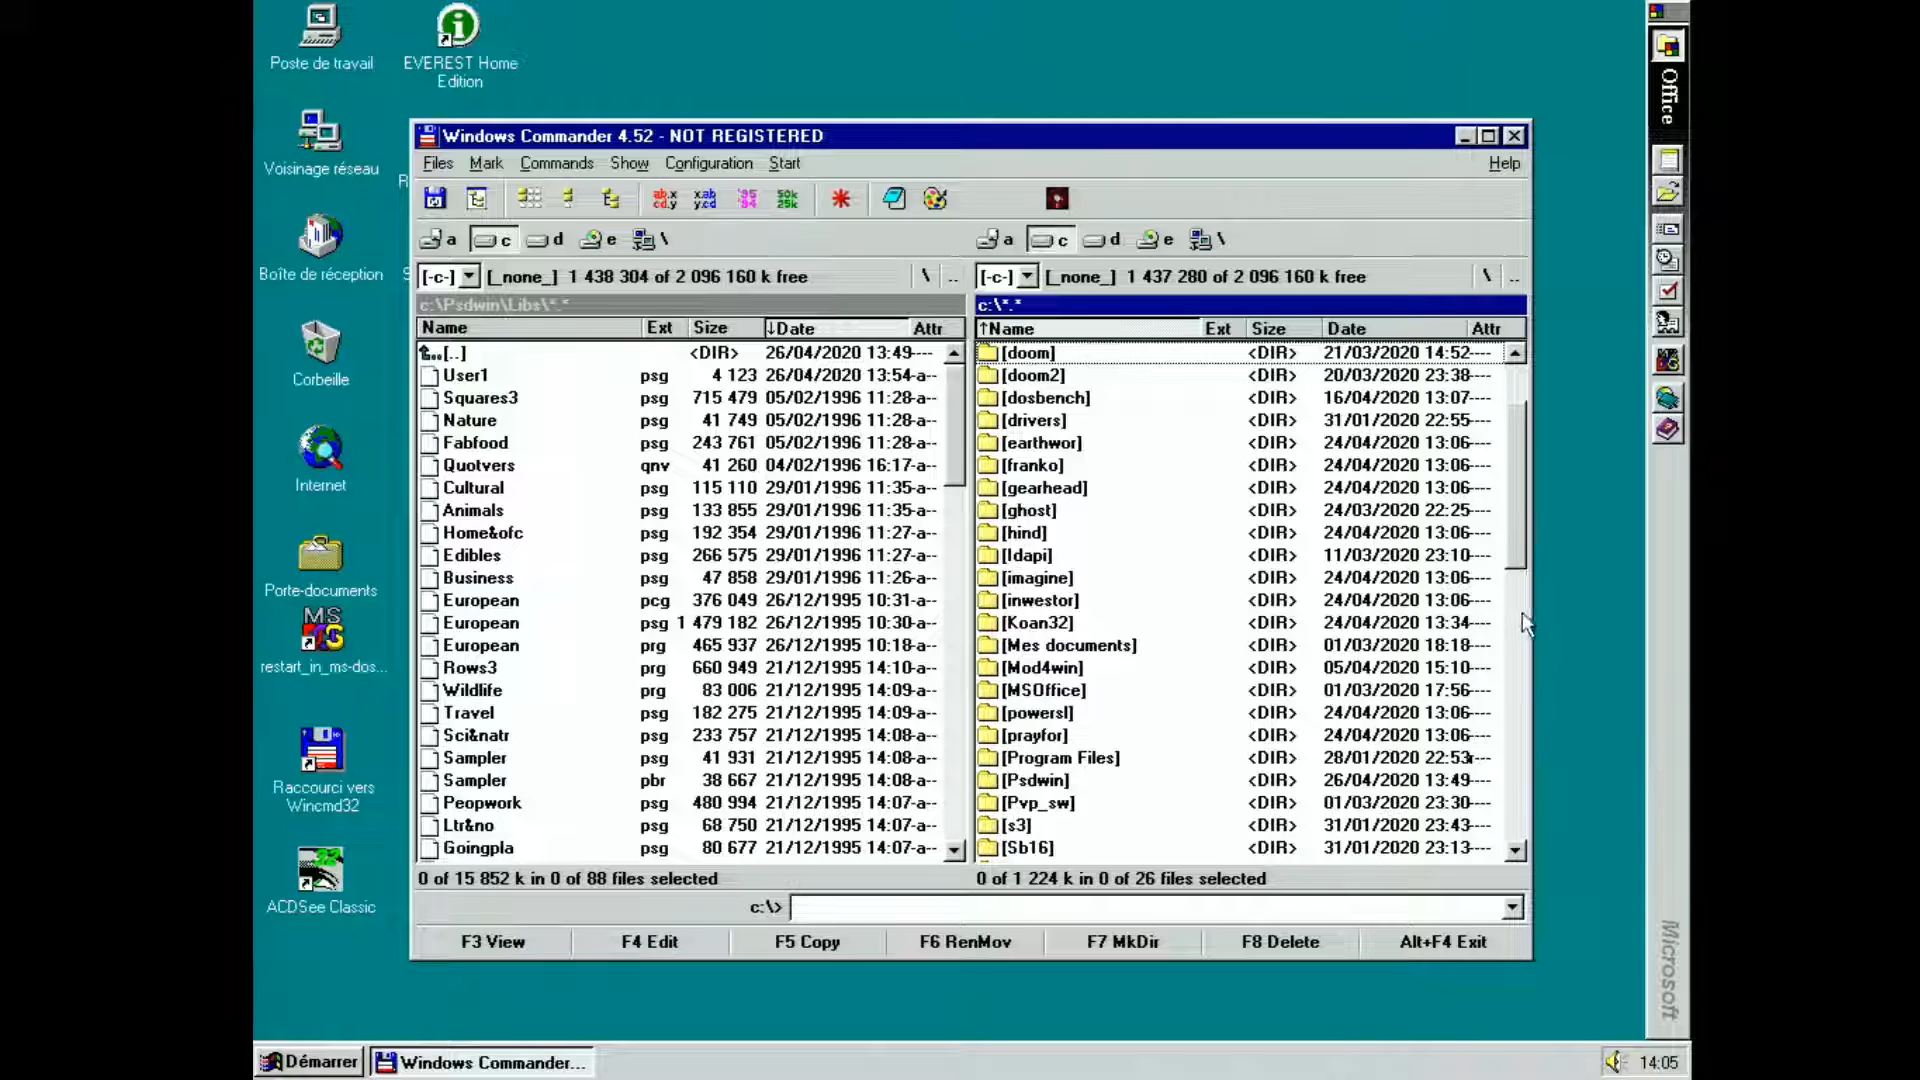 Poste de travail
EVEREST Home
Edition
Voisinage réseau
R
Boîte de réception
S
Corbeille
Internet
Porte-documents
MS
restart_in_ms-dos...
Raccourci vers
Wincmd32
ACDSee Classic
Windows Commander 4.52 - NOT REGISTERED
Files Mark Commands Show Configuration Start Help
a c d e \ a c d e \
[-c-] [_none_] 1 438 304 of 2 096 160 k free \ .. [-c-] [_none_] 1 437 280 of 2 096 160 k free \ ..
c:\Psdwin\Libs\*.*
Name Ext Size ↓Date Attr
[..] <DIR> 26/04/2020 13:49----
User1 psg 4 123 26/04/2020 13:54-a--
Squares3 psg 715 479 05/02/1996 11:28-a--
Nature psg 41 749 05/02/1996 11:28-a--
Fabfood psg 243 761 05/02/1996 11:28-a--
Quotvers qnv 41 260 04/02/1996 16:17-a--
Cultural psg 115 110 29/01/1996 11:35-a--
Animals psg 133 855 29/01/1996 11:35-a--
Home&ofc psg 192 354 29/01/1996 11:27-a--
Edibles psg 266 575 29/01/1996 11:27-a--
Business psg 47 858 29/01/1996 11:26-a--
European pcg 376 049 26/12/1995 10:31-a--
European psg 1 479 182 26/12/1995 10:30-a--
European prg 465 937 26/12/1995 10:18-a--
Rows3 prg 660 949 21/12/1995 14:10-a--
Wildlife prg 83 006 21/12/1995 14:09-a--
Travel psg 182 275 21/12/1995 14:09-a--
Sci&natr psg 233 757 21/12/1995 14:08-a--
Sampler psg 41 931 21/12/1995 14:08-a--
Sampler pbr 38 667 21/12/1995 14:08-a--
Peopwork psg 480 994 21/12/1995 14:07-a--
Ltr&no psg 68 750 21/12/1995 14:07-a--
Goingpla psg 80 677 21/12/1995 14:07-a--
0 of 15 852 k in 0 of 88 files selected
c:\*.*
↑Name Ext Size Date Attr
[doom] <DIR> 21/03/2020 14:52----
[doom2] <DIR> 20/03/2020 23:38----
[dosbench] <DIR> 16/04/2020 13:07----
[drivers] <DIR> 31/01/2020 22:55----
[earthwor] <DIR> 24/04/2020 13:06----
[franko] <DIR> 24/04/2020 13:06----
[gearhead] <DIR> 24/04/2020 13:06----
[ghost] <DIR> 24/03/2020 22:25----
[hind] <DIR> 24/04/2020 13:06----
[Idapi] <DIR> 11/03/2020 23:10----
[imagine] <DIR> 24/04/2020 13:06----
[inwestor] <DIR> 24/04/2020 13:06----
[Koan32] <DIR> 24/04/2020 13:34----
[Mes documents] <DIR> 01/03/2020 18:18----
[Mod4win] <DIR> 05/04/2020 15:10----
[MSOffice] <DIR> 01/03/2020 17:56----
[powersl] <DIR> 24/04/2020 13:06----
[prayfor] <DIR> 24/04/2020 13:06----
[Program Files] <DIR> 28/01/2020 22:53r---
[Psdwin] <DIR> 26/04/2020 13:49----
[Pvp_sw] <DIR> 01/03/2020 23:30----
[s3] <DIR> 31/01/2020 23:43----
[Sb16] <DIR> 31/01/2020 23:13----
0 of 1 224 k in 0 of 26 files selected
c:\>
F3 View F4 Edit F5 Copy F6 RenMov F7 MkDir F8 Delete Alt+F4 Exit
Office
Microsoft
Démarrer Windows Commander... 14:05